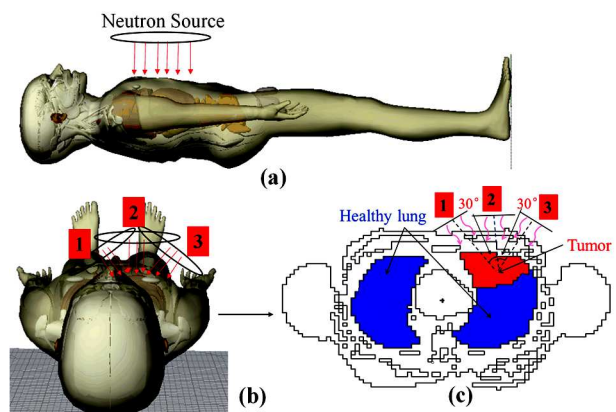 Neutron Source
(a)
1
2
3
(b)
Healthy lung
1
30°
2
30°
3
Tumor
(c)